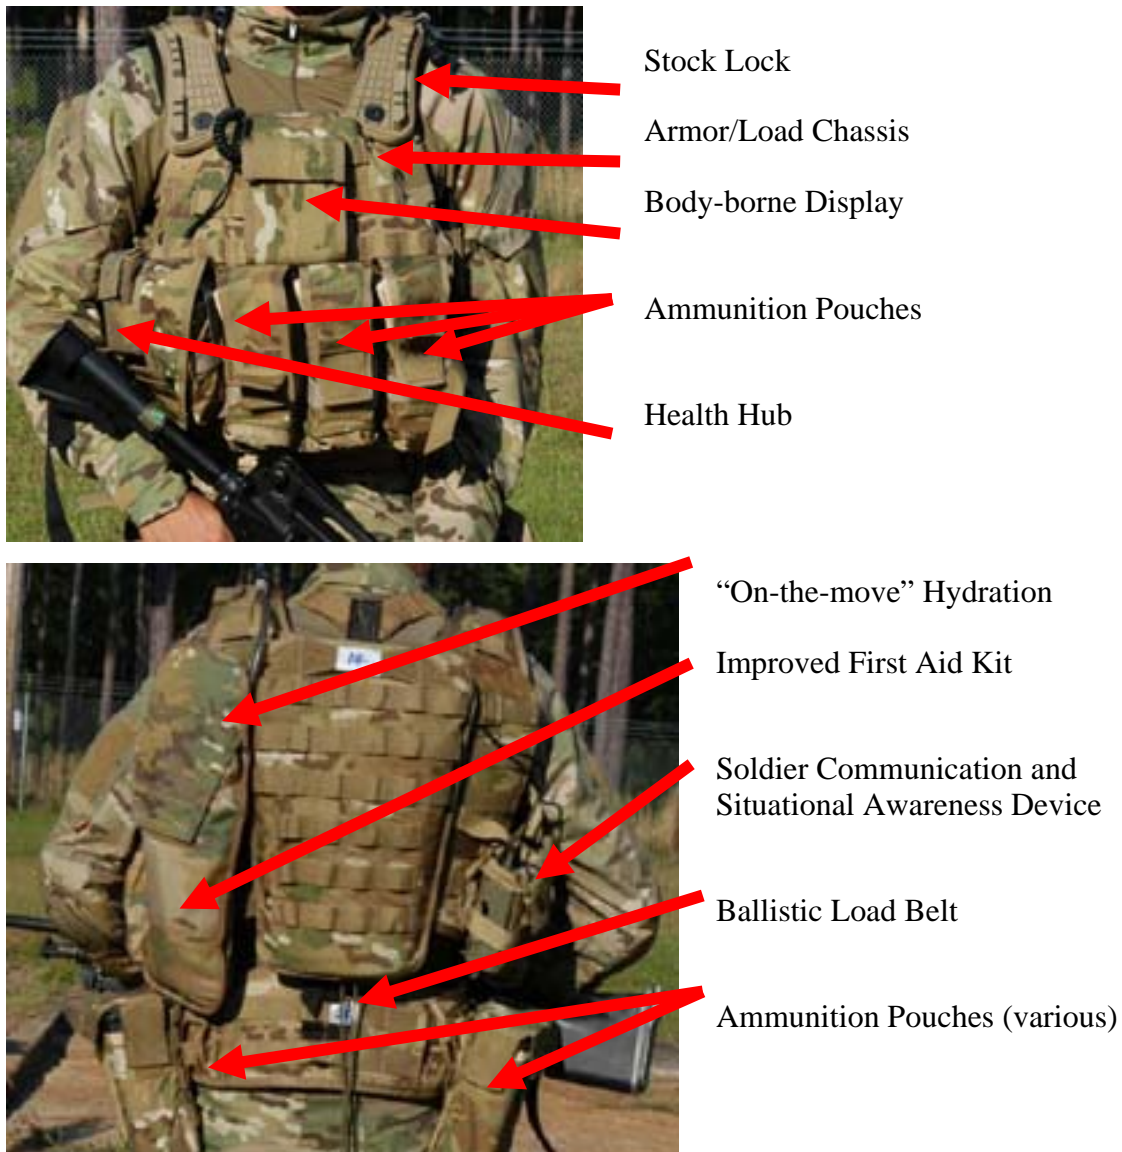 Stock Lock
Armor/Load Chassis
Body-borne Display
Ammunition Pouches
Health Hub
“On-the-move” Hydration
Improved First Aid Kit
Soldier Communication and
Situational Awareness Device
Ballistic Load Belt
Ammunition Pouches (various)